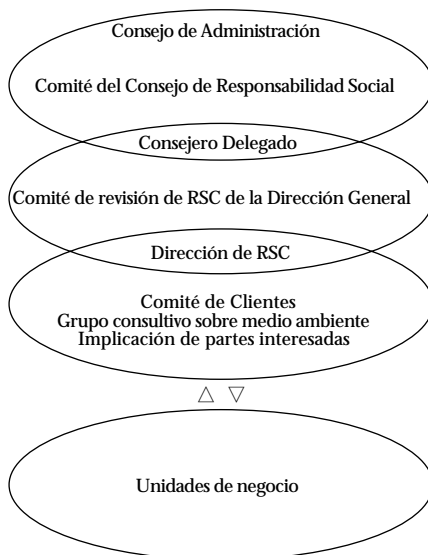 Consejo de Administración
Comité del Consejo de Responsabilidad Social
Consejero Delegado
Comité de revisión de RSC de la Dirección General
Dirección de RSC
Comité de Clientes
Grupo consultivo sobre medio ambiente
Implicación de partes interesadas
Unidades de negocio